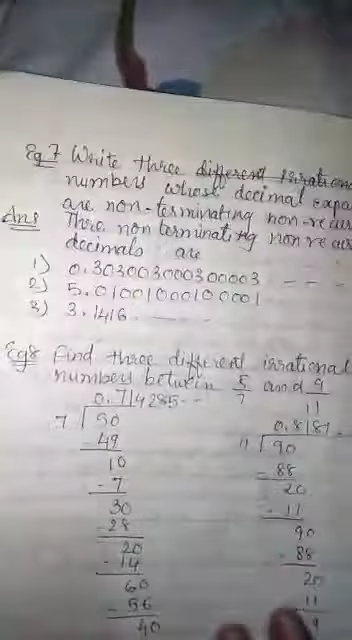 Eg 7 Write three different irrationa
numbers whose decimal expa
are non-terminating non-recur
Ans Three non terminating non recur
decimals are
1) 0.303003000300003 - - -
2) 5.01001000100001
3) 3.1416 - - - -
Eg 8 Find three different irrational
numbers between 5/7 and 9/11
0.714285--
7 50
-49
10
-7
30
-28
20
-14
60
-56
40
0.8181
11 90
-88
20
-11
90
-88
20
11
9